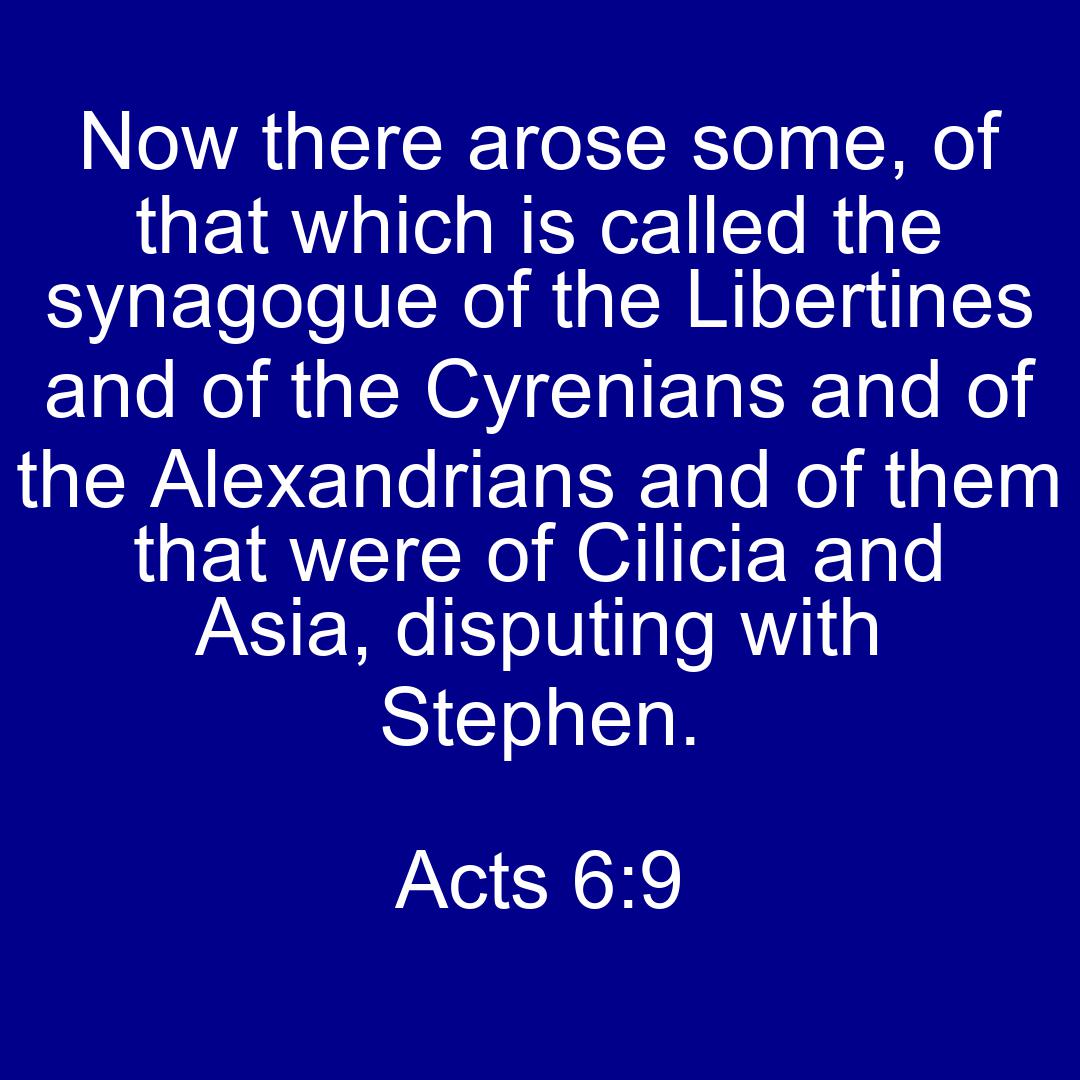 Now there arose some, of
that which is called the
synagogue of the Libertines
and of the Cyrenians and of
the Alexandrians and of them
that were of Cilicia and
Asia, disputing with
Stephen.
Acts 6:9